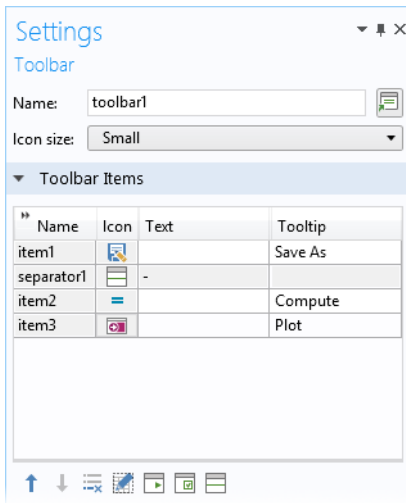 Settings
Toolbar
Name: toolbar1
Icon size: Small
Toolbar Items
Name Icon Text Tooltip
item1 Save As
separator1 -
item2 Compute
item3 Plot